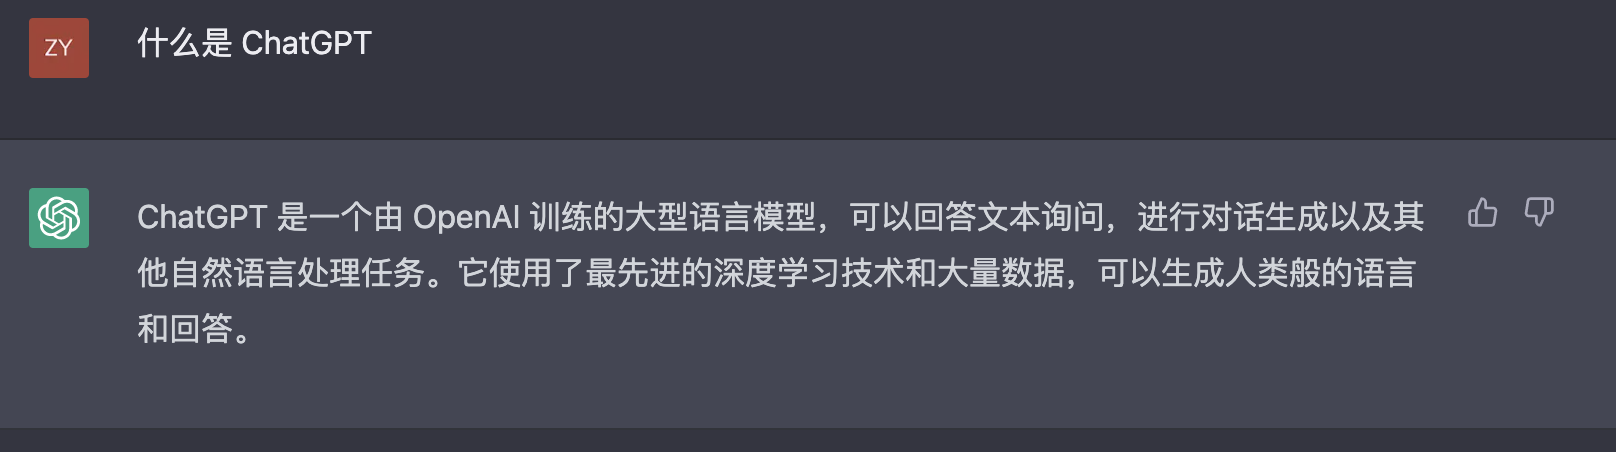 ZY
什么是 ChatGPT
ChatGPT 是一个由 OpenAI 训练的大型语言模型，可以回答文本询问，进行对话生成以及其
他自然语言处理任务。它使用了最先进的深度学习技术和大量数据，可以生成人类般的语言
和回答。